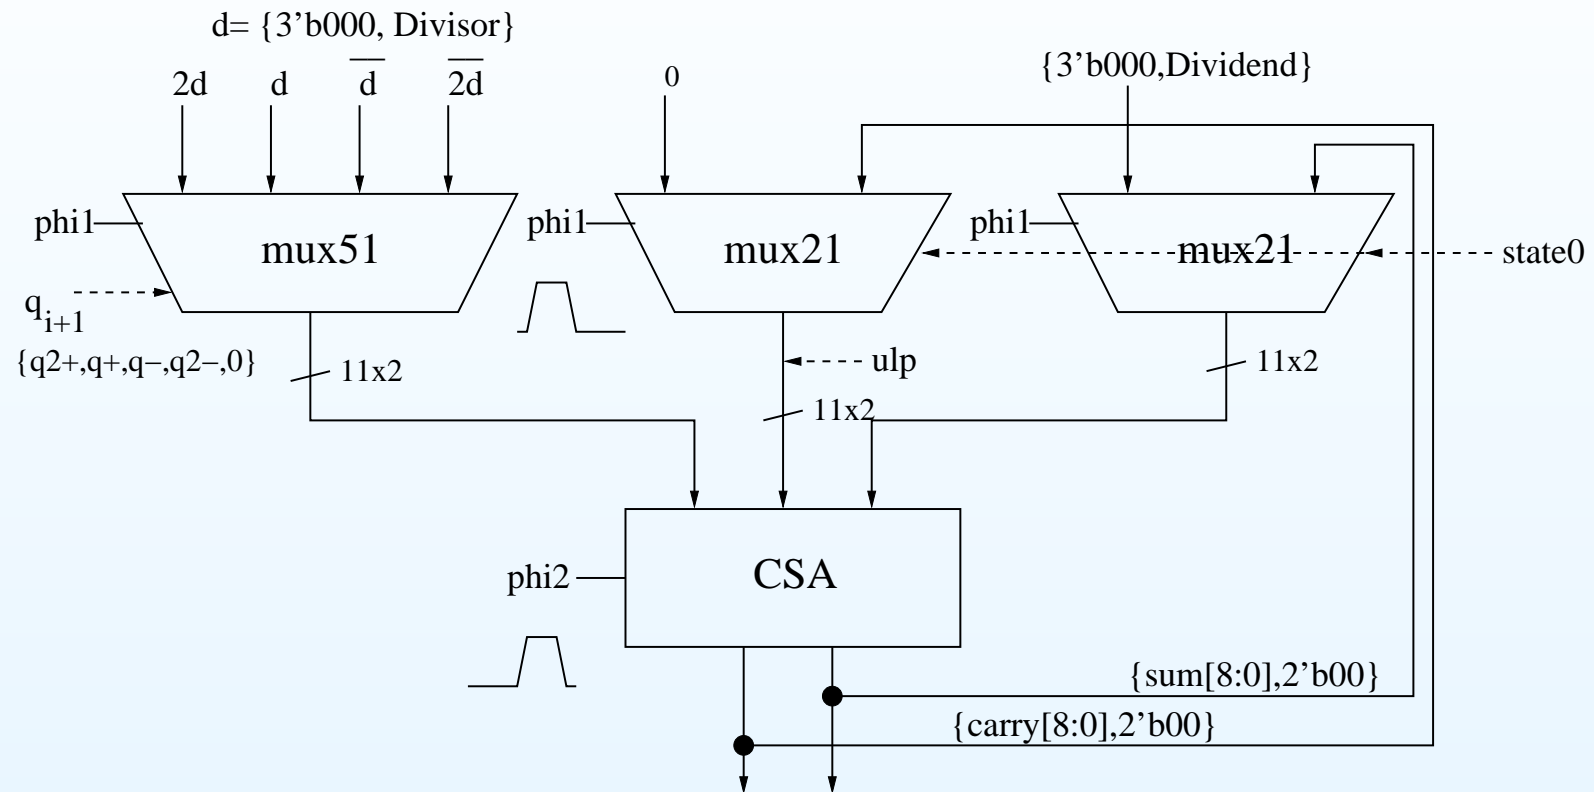 d= {3’b000, Divisor}
2d d d̅ 2̅d̅
0
{3’b000,Dividend}
phi1
mux51
phi1
mux21
phi1
mux21
state0
q i+1
{q2+,q+,q−,q2−,0}
11x2
ulp
11x2
11x2
phi2
CSA
{sum[8:0],2’b00}
{carry[8:0],2’b00}